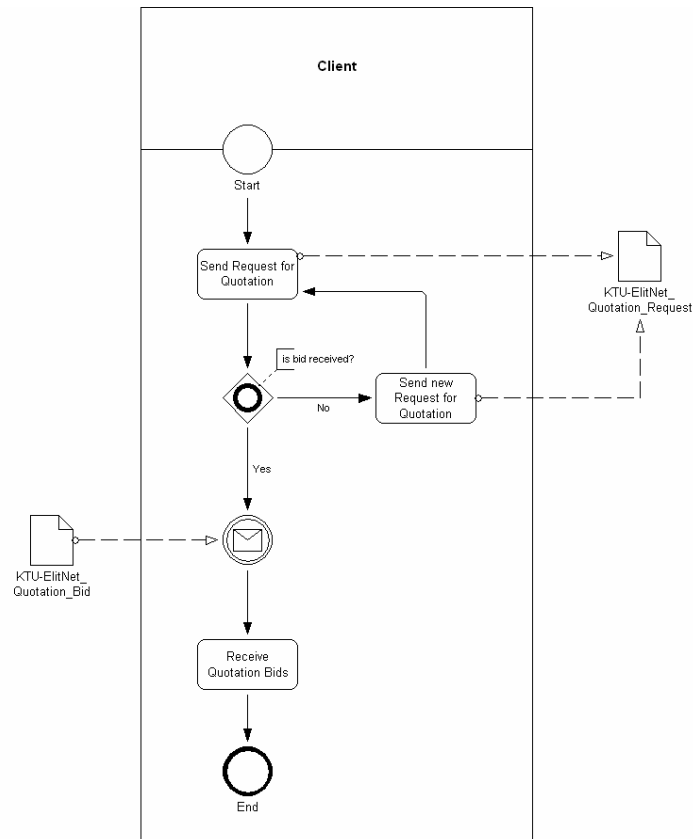 Client
Start
Send Request for
Quotation
KTU-ElitNet_
Quotation_Request
is bid received?
Send new
Request for
Quotation
No
Yes
KTU-ElitNet_
Quotation_Bid
Receive
Quotation Bids
End